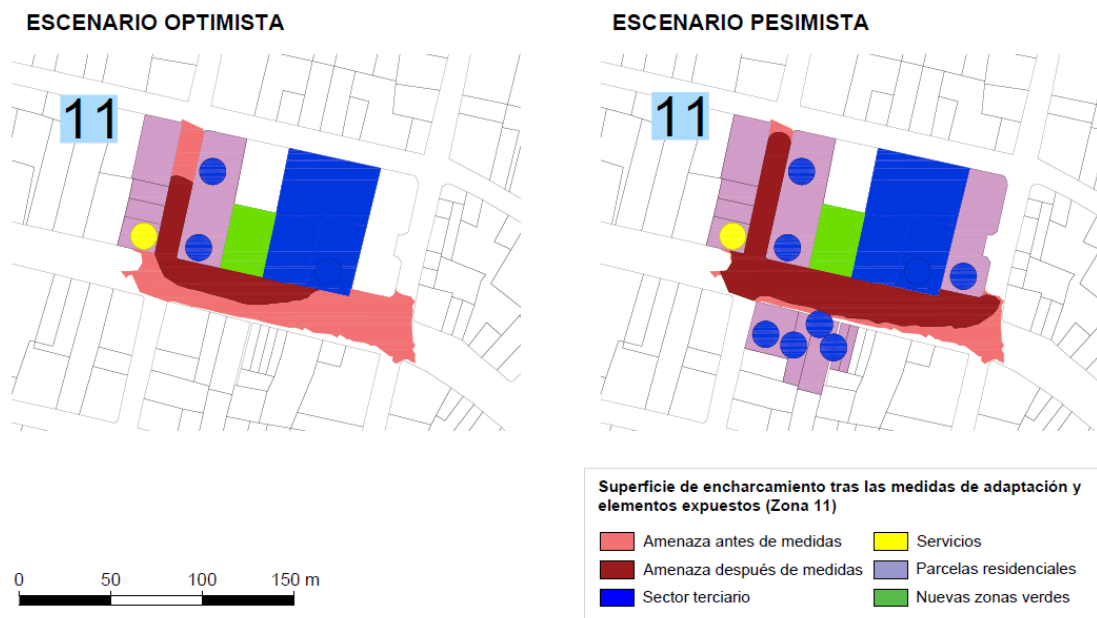 ESCENARIO OPTIMISTA
ESCENARIO PESIMISTA
11
11
Superficie de encharcamiento tras las medidas de adaptación y
elementos expuestos (Zona 11)
Amenaza antes de medidas
Servicios
Amenaza después de medidas
Parcelas residenciales
Sector terciario
Nuevas zonas verdes
0 50 100 150 m